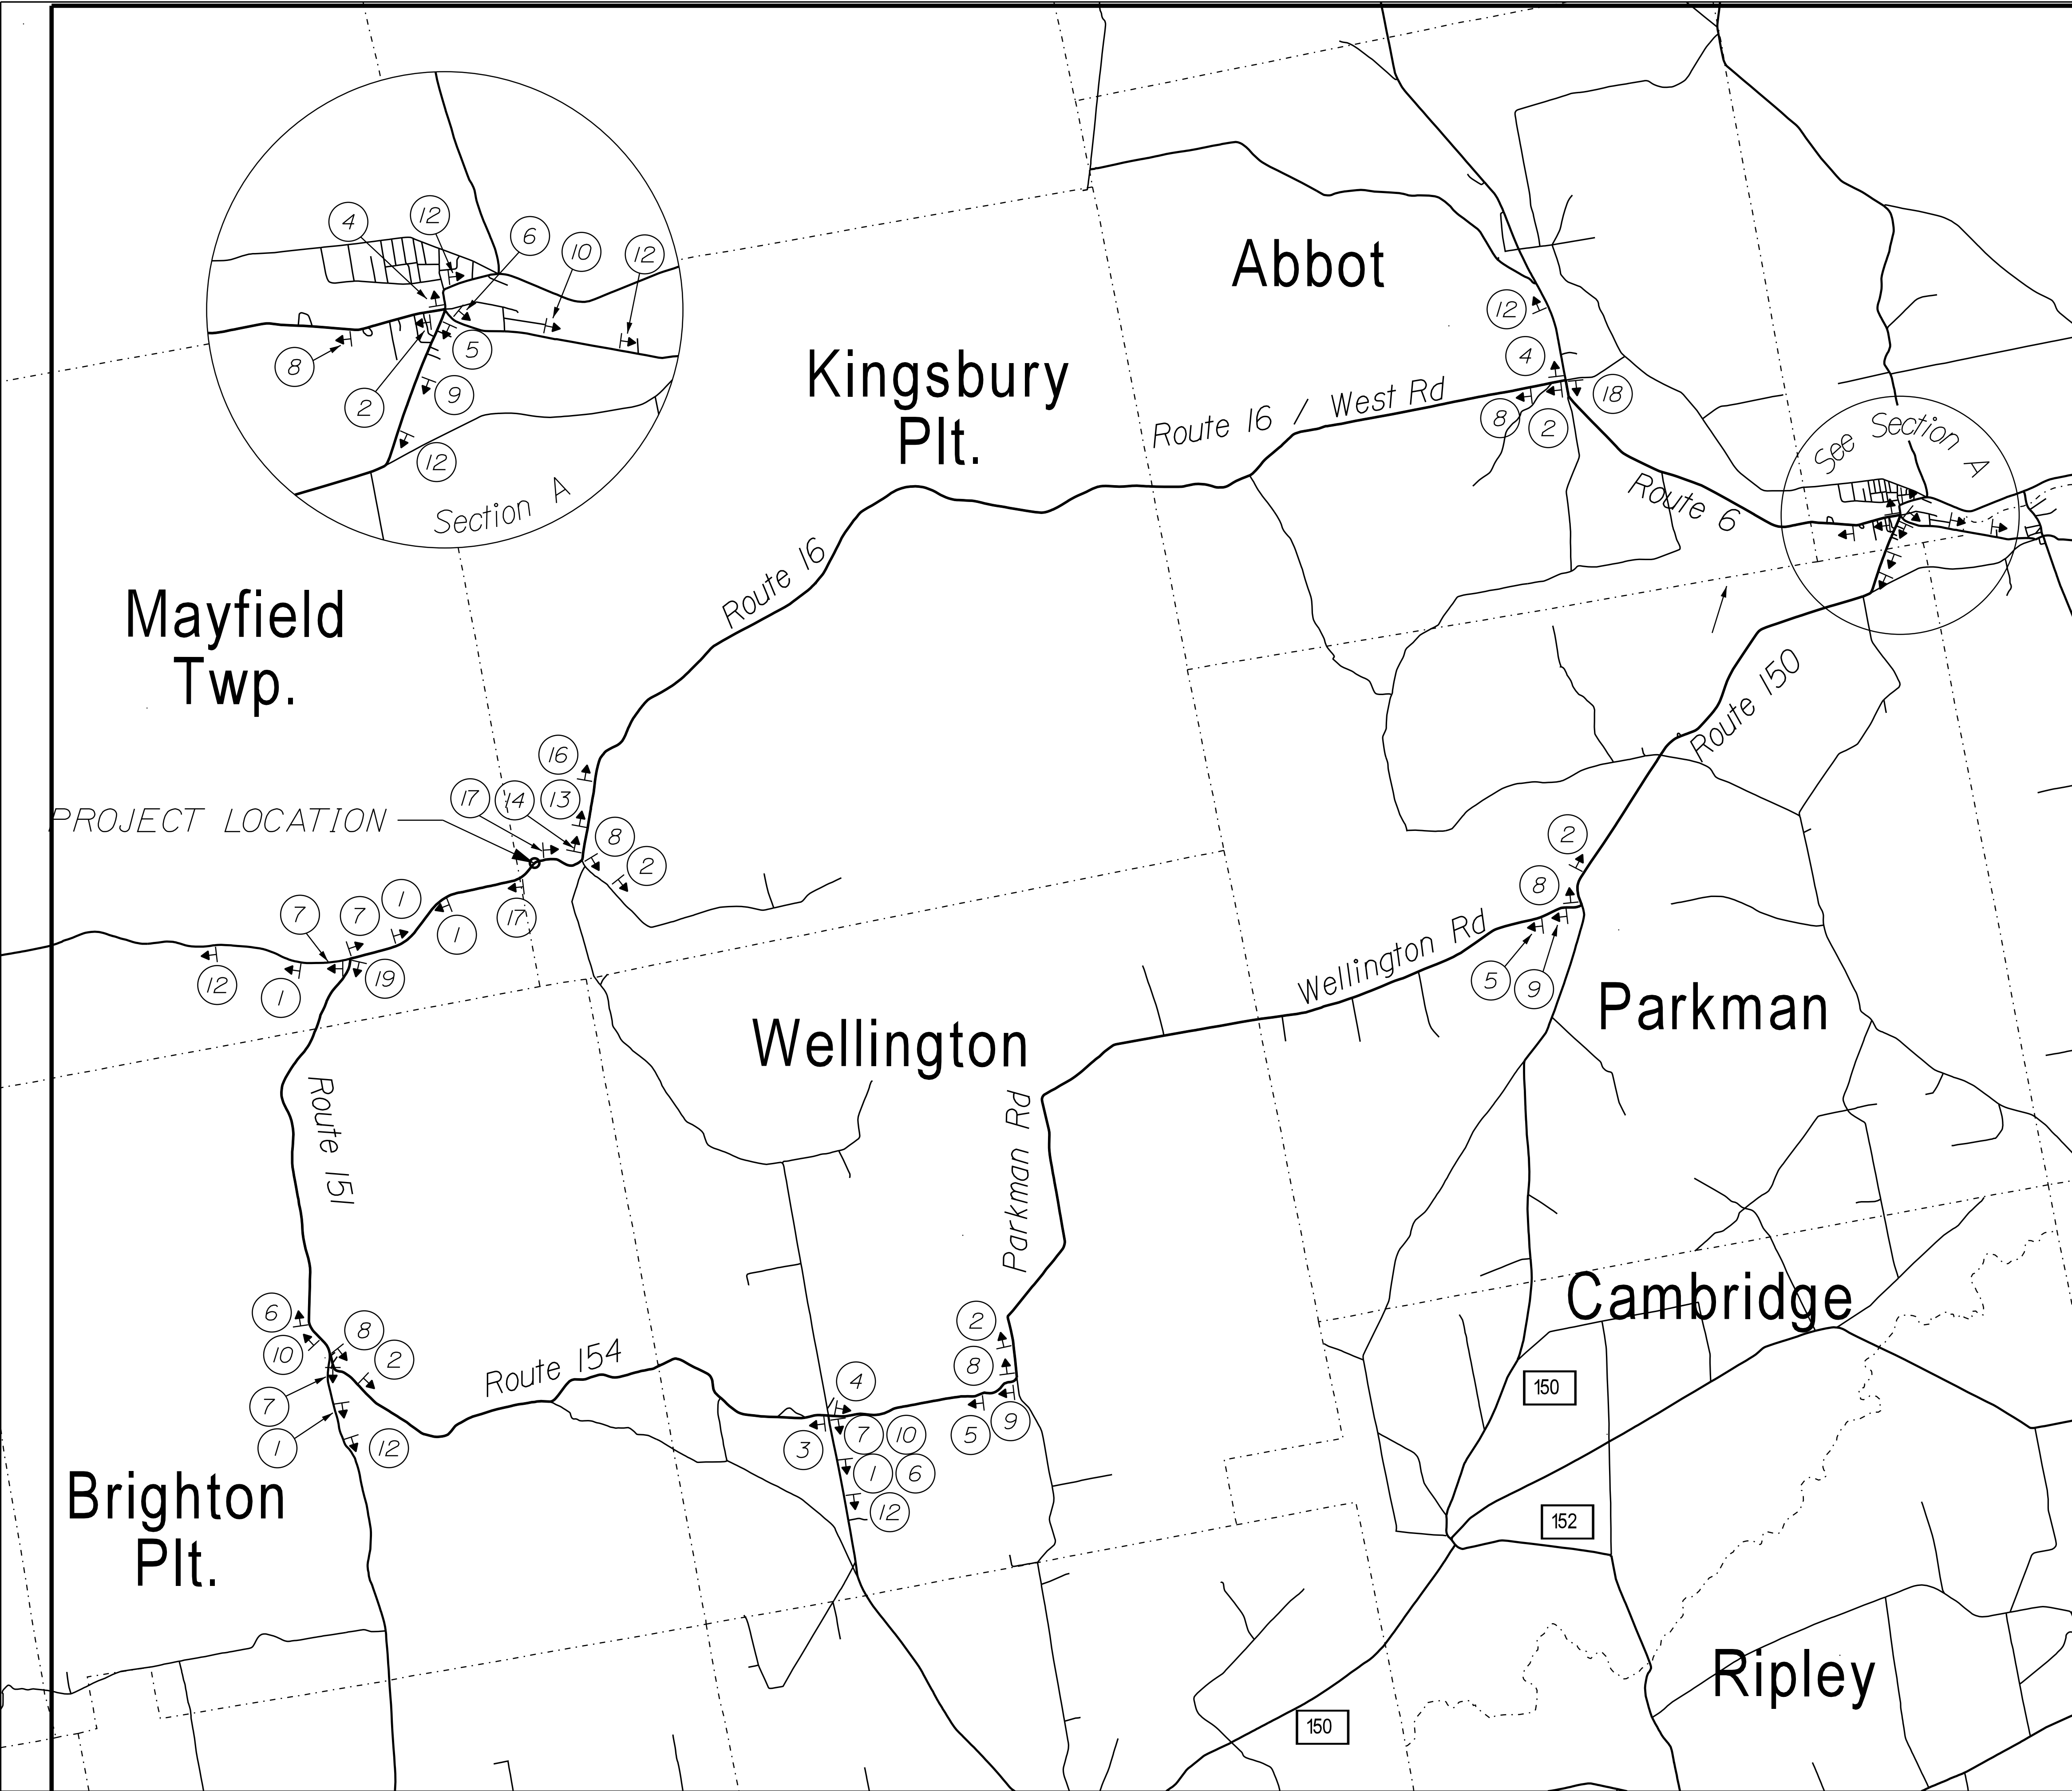 4
12
6
10
12
8
2
5
9
12
Section A
Abbot
12
4
18
8
2
Kingsbury
Plt.
Route 16 / West Rd
See Section A
Route 6
Route 16
Mayfield
Twp.
Route 150
16
17
14
13
PROJECT LOCATION
8
2
2
8
7
7
1
1
17
12
1
19
Wellington Rd
5
9
Parkman
Wellington
Route 151
Parkman Rd
Cambridge
6
10
8
2
7
1
12
Route 154
2
8
4
3
7
10
5
9
1
6
12
150
Brighton
Plt.
152
Ripley
150